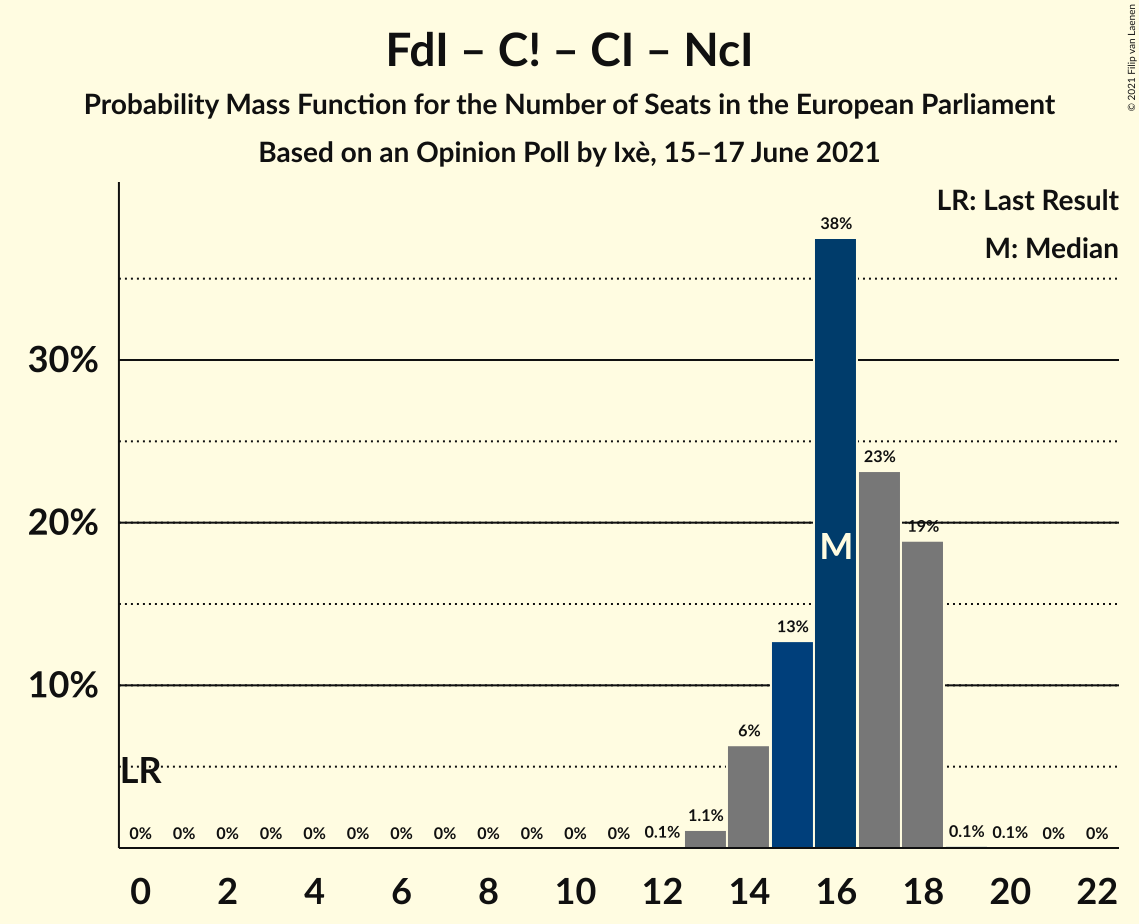 FdI – C! – CI – NcI
Probability Mass Function for the Number of Seats in the European Parliament
Based on an Opinion Poll by Ixè, 15–17 June 2021
© 2021 Filip van Laenen
LR: Last Result
M: Median
38%
30%
23%
20%
19%
M
13%
10%
6%
LR
1.1%
0% 0% 0% 0% 0% 0% 0% 0% 0% 0% 0% 0% 0.1% 0.1% 0.1% 0% 0%
0 2 4 6 8 10 12 14 16 18 20 22